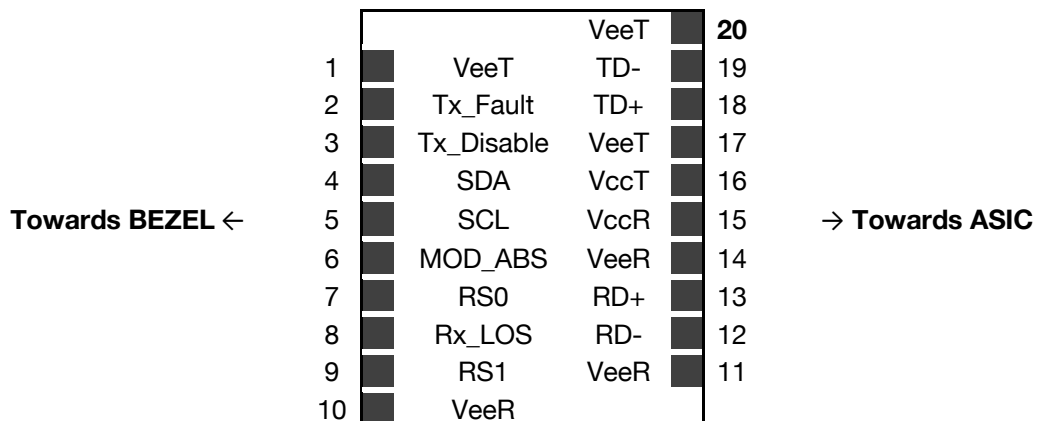 VeeT 20
1 VeeT TD- 19
2 Tx_Fault TD+ 18
3 Tx_Disable VeeT 17
4 SDA VccT 16
Towards BEZEL ← 5 SCL VccR 15 → Towards ASIC
6 MOD_ABS VeeR 14
7 RS0 RD+ 13
8 Rx_LOS RD- 12
9 RS1 VeeR 11
10 VeeR